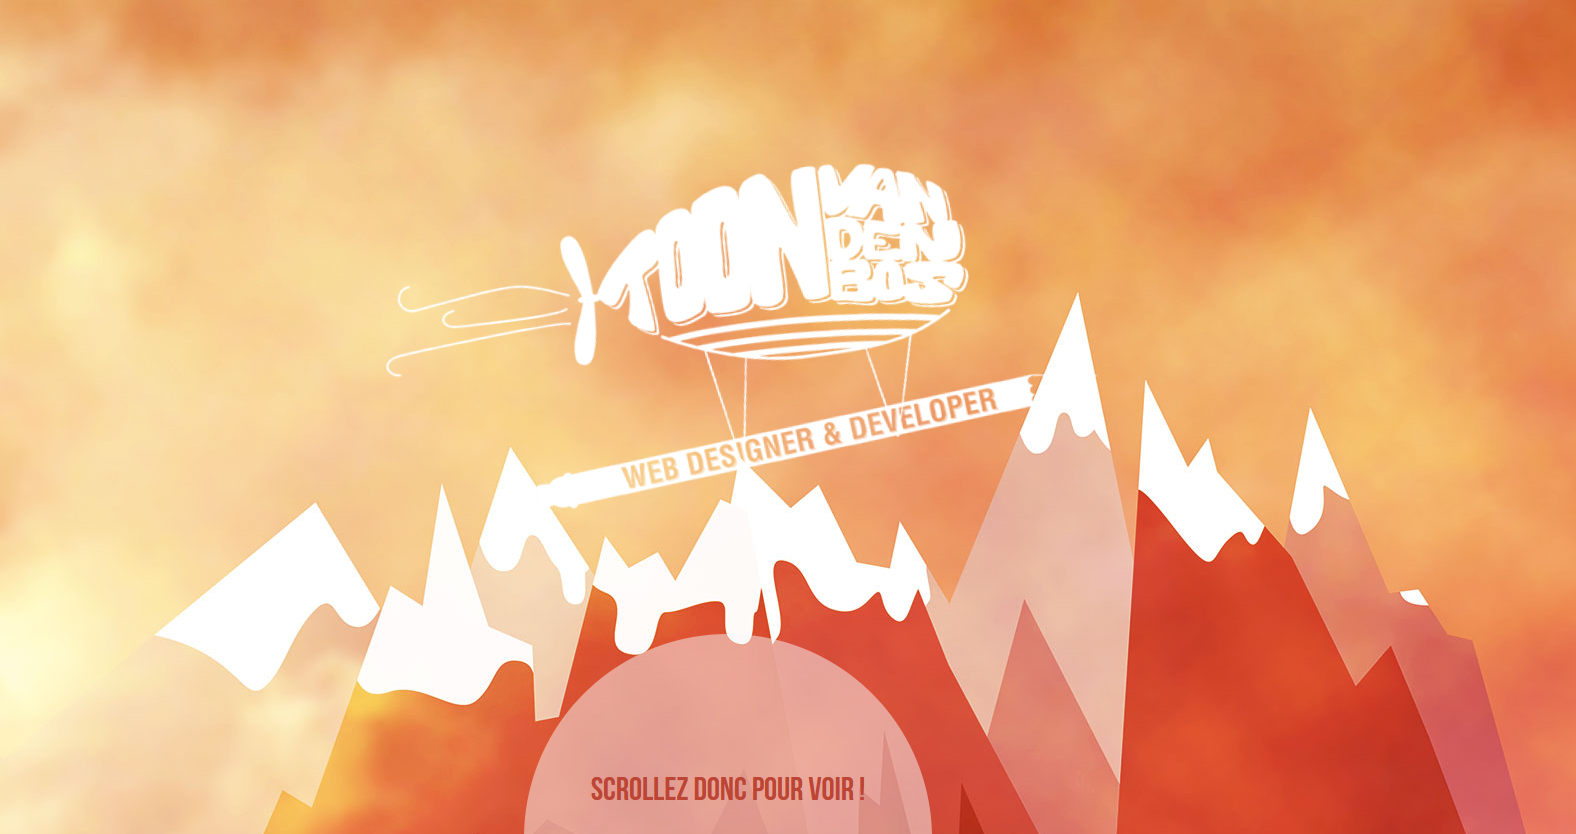 TOON
VAN
DEN
BOS
WEB DESIGNER & DEVELOPER
SCROLLEZ DONC POUR VOIR !